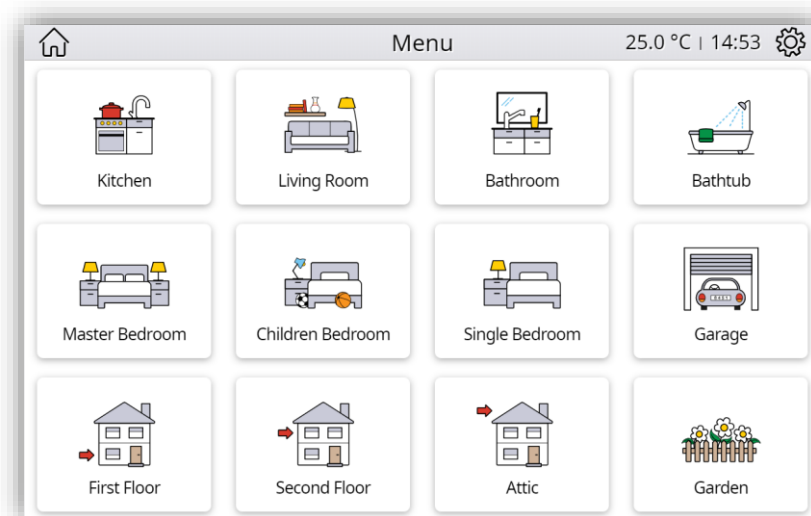 Menu
25.0 °C | 14:53
Kitchen
Living Room
Bathroom
Bathtub
Master Bedroom
Children Bedroom
Single Bedroom
Garage
First Floor
Second Floor
Attic
Garden